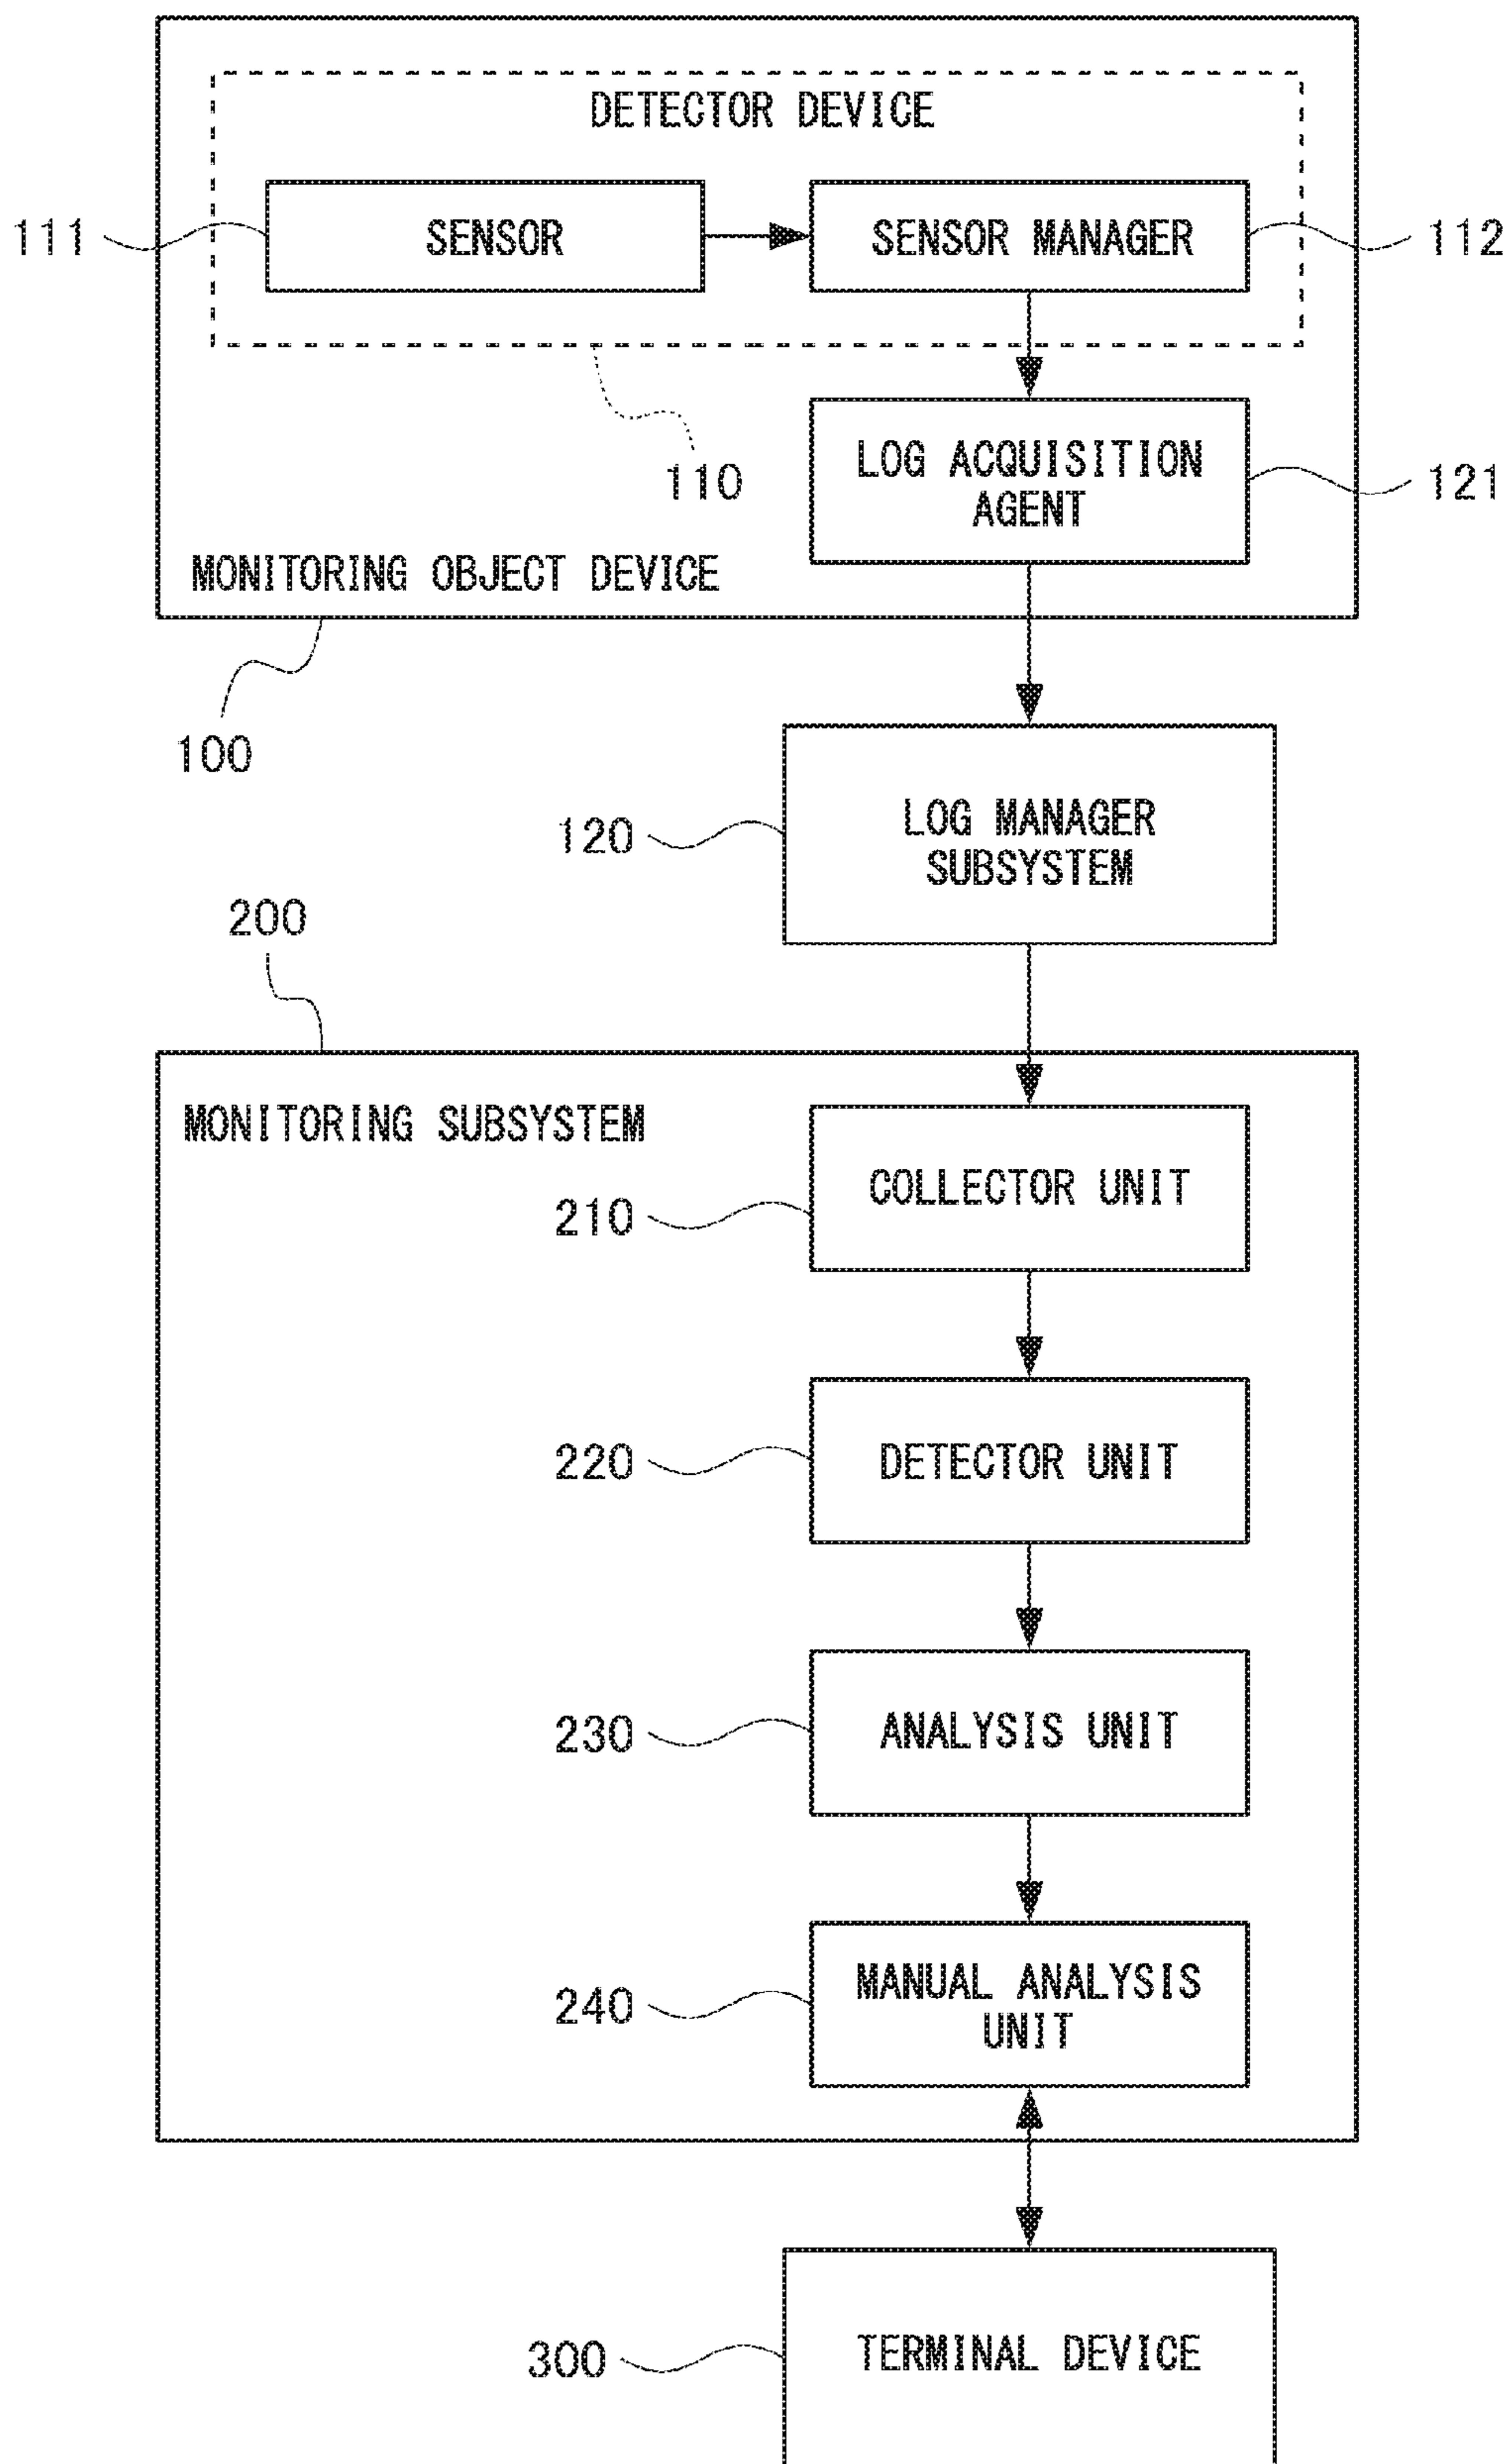 DETECTOR DEVICE
111
SENSOR
SENSOR MANAGER
112
LOG ACQUISITION
AGENT
110
121
MONITORING OBJECT DEVICE
100
LOG MANAGER
SUBSYSTEM
120
200
MONITORING SUBSYSTEM
COLLECTOR UNIT
210
DETECTOR UNIT
220
ANALYSIS UNIT
230
MANUAL ANALYSIS
UNIT
240
TERMINAL DEVICE
300